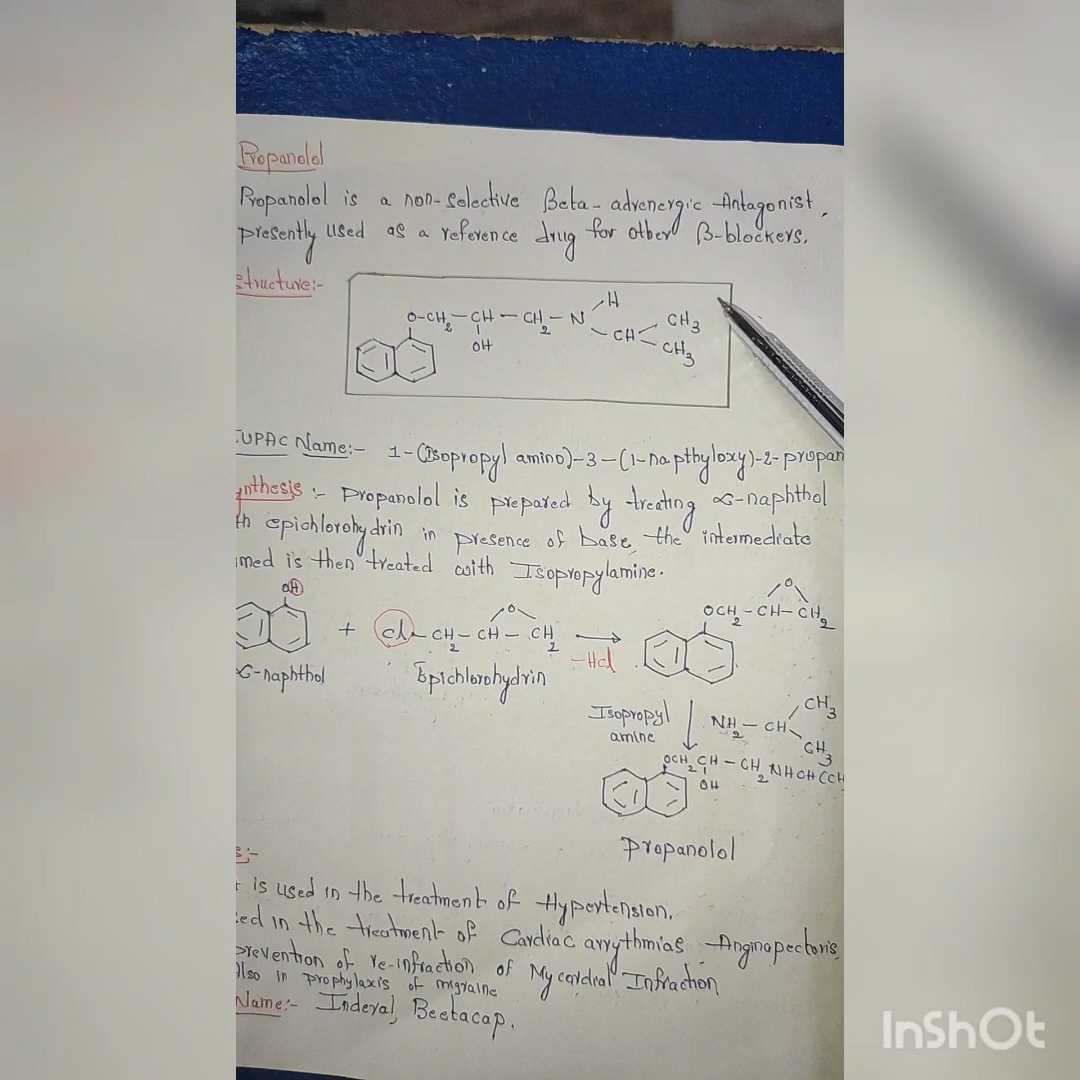 Propanolol
Propanolol is a non-Selective Beta-adrenergic Antagonist,
presently used as a reference drug for other β-blockers.
structure:-
O-CH2-CH-CH2-N
H
OH
CH
CH3
CH3
IUPAC Name:- 1-(Isopropyl amino)-3-(1-napthyloxy)-2-propan
ynthesis:- Propanolol is prepared by treating α-naphthol
th epichlorohydrin in presence of base, the intermediate
rmed is then treated with Isopropylamine.
OH
+
cl-CH2-CH-CH2
O
-Hcl
OCH2-CH-CH2
O
α-naphthol
Epichlorohydrin
Isopropyl
amine
NH2-CH
CH3
CH3
OCH2CH-CH2NHCH(CH
OH
Propanolol
s:-
t is used in the treatment of Hypertension.
sed in the treatment of Cardiac arrythmias Anginapectoris
prevention of re-infraction of Mycardial Infraction
Also in prophylaxis of migraine
Name:- Inderal, Beetacap.
InShOt